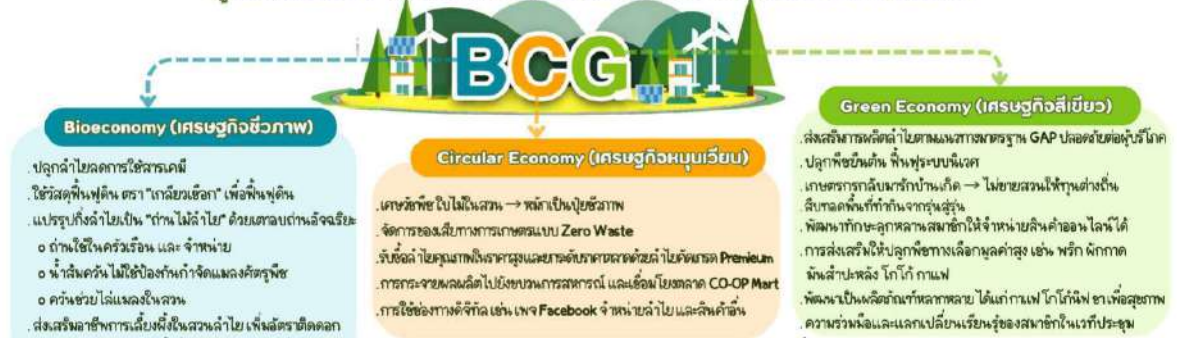 BCG
Bioeconomy (เศรษฐกิจชีวภาพ)
. ปลูกลำไยลดการใช้สารเคมี
. ใช้วัสดุฟื้นฟูดิน ตรา "เกลียวเชือก" เพื่อฟื้นฟูดิน
. แปรรูปกิ่งลำไยเป็น "ถ่านไม้ลำไย" ด้วยเตาอบถ่านอัจฉริยะ
o ถ่านใช้ในครัวเรือน และ จำหน่าย
o น้ำส้มควันไม้ใช้ป้องกันกำจัดแมลงศัตรูพืช
o ควันช่วยไล่แมลงในสวน
. ส่งเสริมอาชีพการเลี้ยงผึ้งในสวนลำไย เพิ่มอัตราติดดอก
Circular Economy (เศรษฐกิจหมุนเวียน)
. เศษวัชพืช ใบไม้ในสวน → หมักเป็นปุ๋ยชีวภาพ
. จัดการของเสียทางการเกษตรแบบ Zero Waste
. รับซื้อลำไยคุณภาพในราคาสูงและยกระดับราคาตลาดด้วยลำไยคัดเกรด Premieum
. การกระจายผลผลิตไปยังขบวนการสหกรณ์ และเชื่อมโยงตลาด CO-OP Mart
. การใช้ช่องทางดิจิทัล เช่น เพจ Facebook จำหน่ายลำไย และสินค้าอื่น
Green Economy (เศรษฐกิจสีเขียว)
. ส่งเสริมการผลิตลำไยตามแนวทางมาตรฐาน GAP ปลอดภัยต่อผู้บริโภค
. ปลูกพืชยืนต้น ฟื้นฟูระบบนิเวศ
. เกษตรกรกลับมารักบ้านเกิด → ไม่ขายสวนให้ทุนต่างถิ่น
. สืบทอดพื้นที่ทำกินจากรุ่นสู่รุ่น
. พัฒนาทักษะลูกหลานสมาชิกให้จำหน่ายสินค้าออนไลน์ได้
. การส่งเสริมให้ปลูกพืชทางเลือกมูลค่าสูง เช่น พริก ผักกาด
มันสำปะหลัง โกโก้ กาแฟ
. พัฒนาเป็นผลิตภัณฑ์หลากหลาย ได้แก่ กาแฟ โกโก้นิฟ ชาเพื่อสุขภาพ
. ความร่วมมือและแลกเปลี่ยนเรียนรู้ของสมาชิกในเวทีประชุม